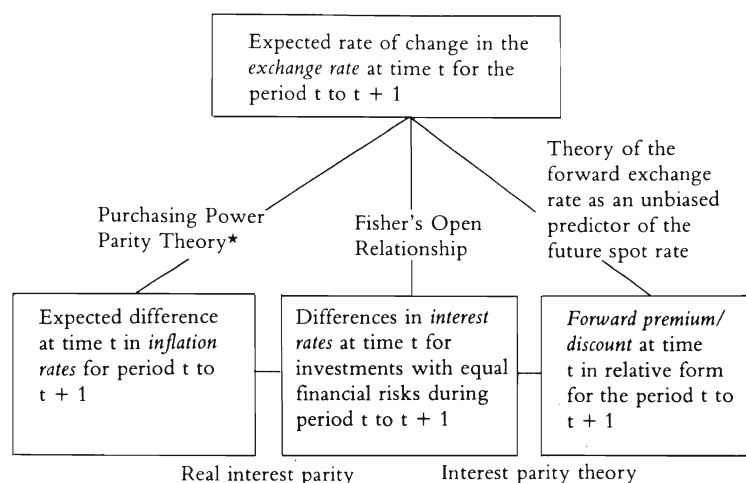 Expected rate of change in the
exchange rate at time t for the
period t to t + 1
Purchasing Power
Parity Theory★
Fisher's Open
Relationship
Theory of the
forward exchange
rate as an unbiased
predictor of the
future spot rate
Expected difference
at time t in inflation
rates for period t to
t + 1
Differences in interest
rates at time t for
investments with equal
financial risks during
period t to t + 1
Forward premium/
discount at time
t in relative form
for the period t to
t + 1
Real interest parity
Interest parity theory